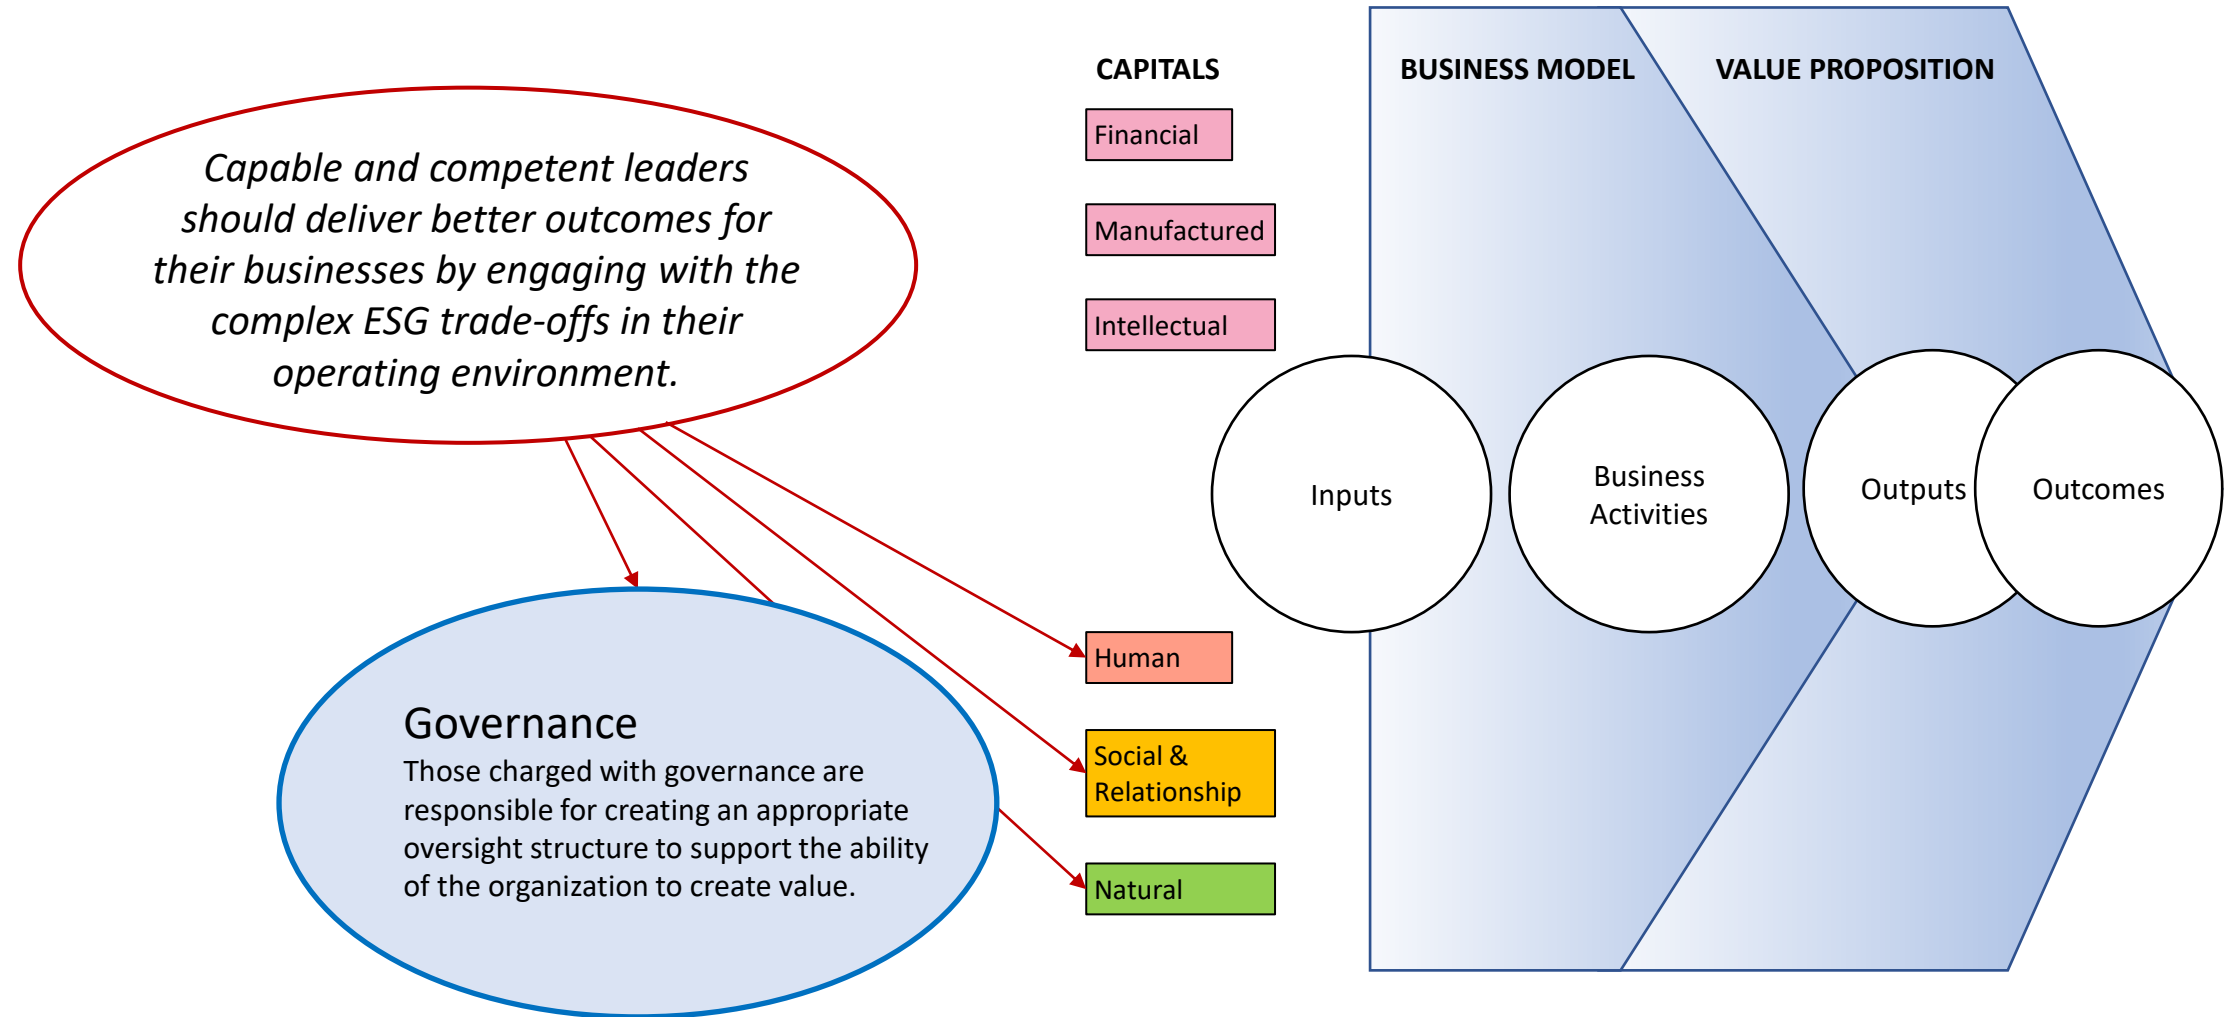 Capable and competent leaders
should deliver better outcomes for
their businesses by engaging with the
complex ESG trade-offs in their
operating environment.
Governance
Those charged with governance are
responsible for creating an appropriate
oversight structure to support the ability
of the organization to create value.
CAPITALS
Financial
Manufactured
Intellectual
Human
Social &
Relationship
Natural
BUSINESS MODEL
VALUE PROPOSITION
Inputs
Business
Activities
Outputs
Outcomes